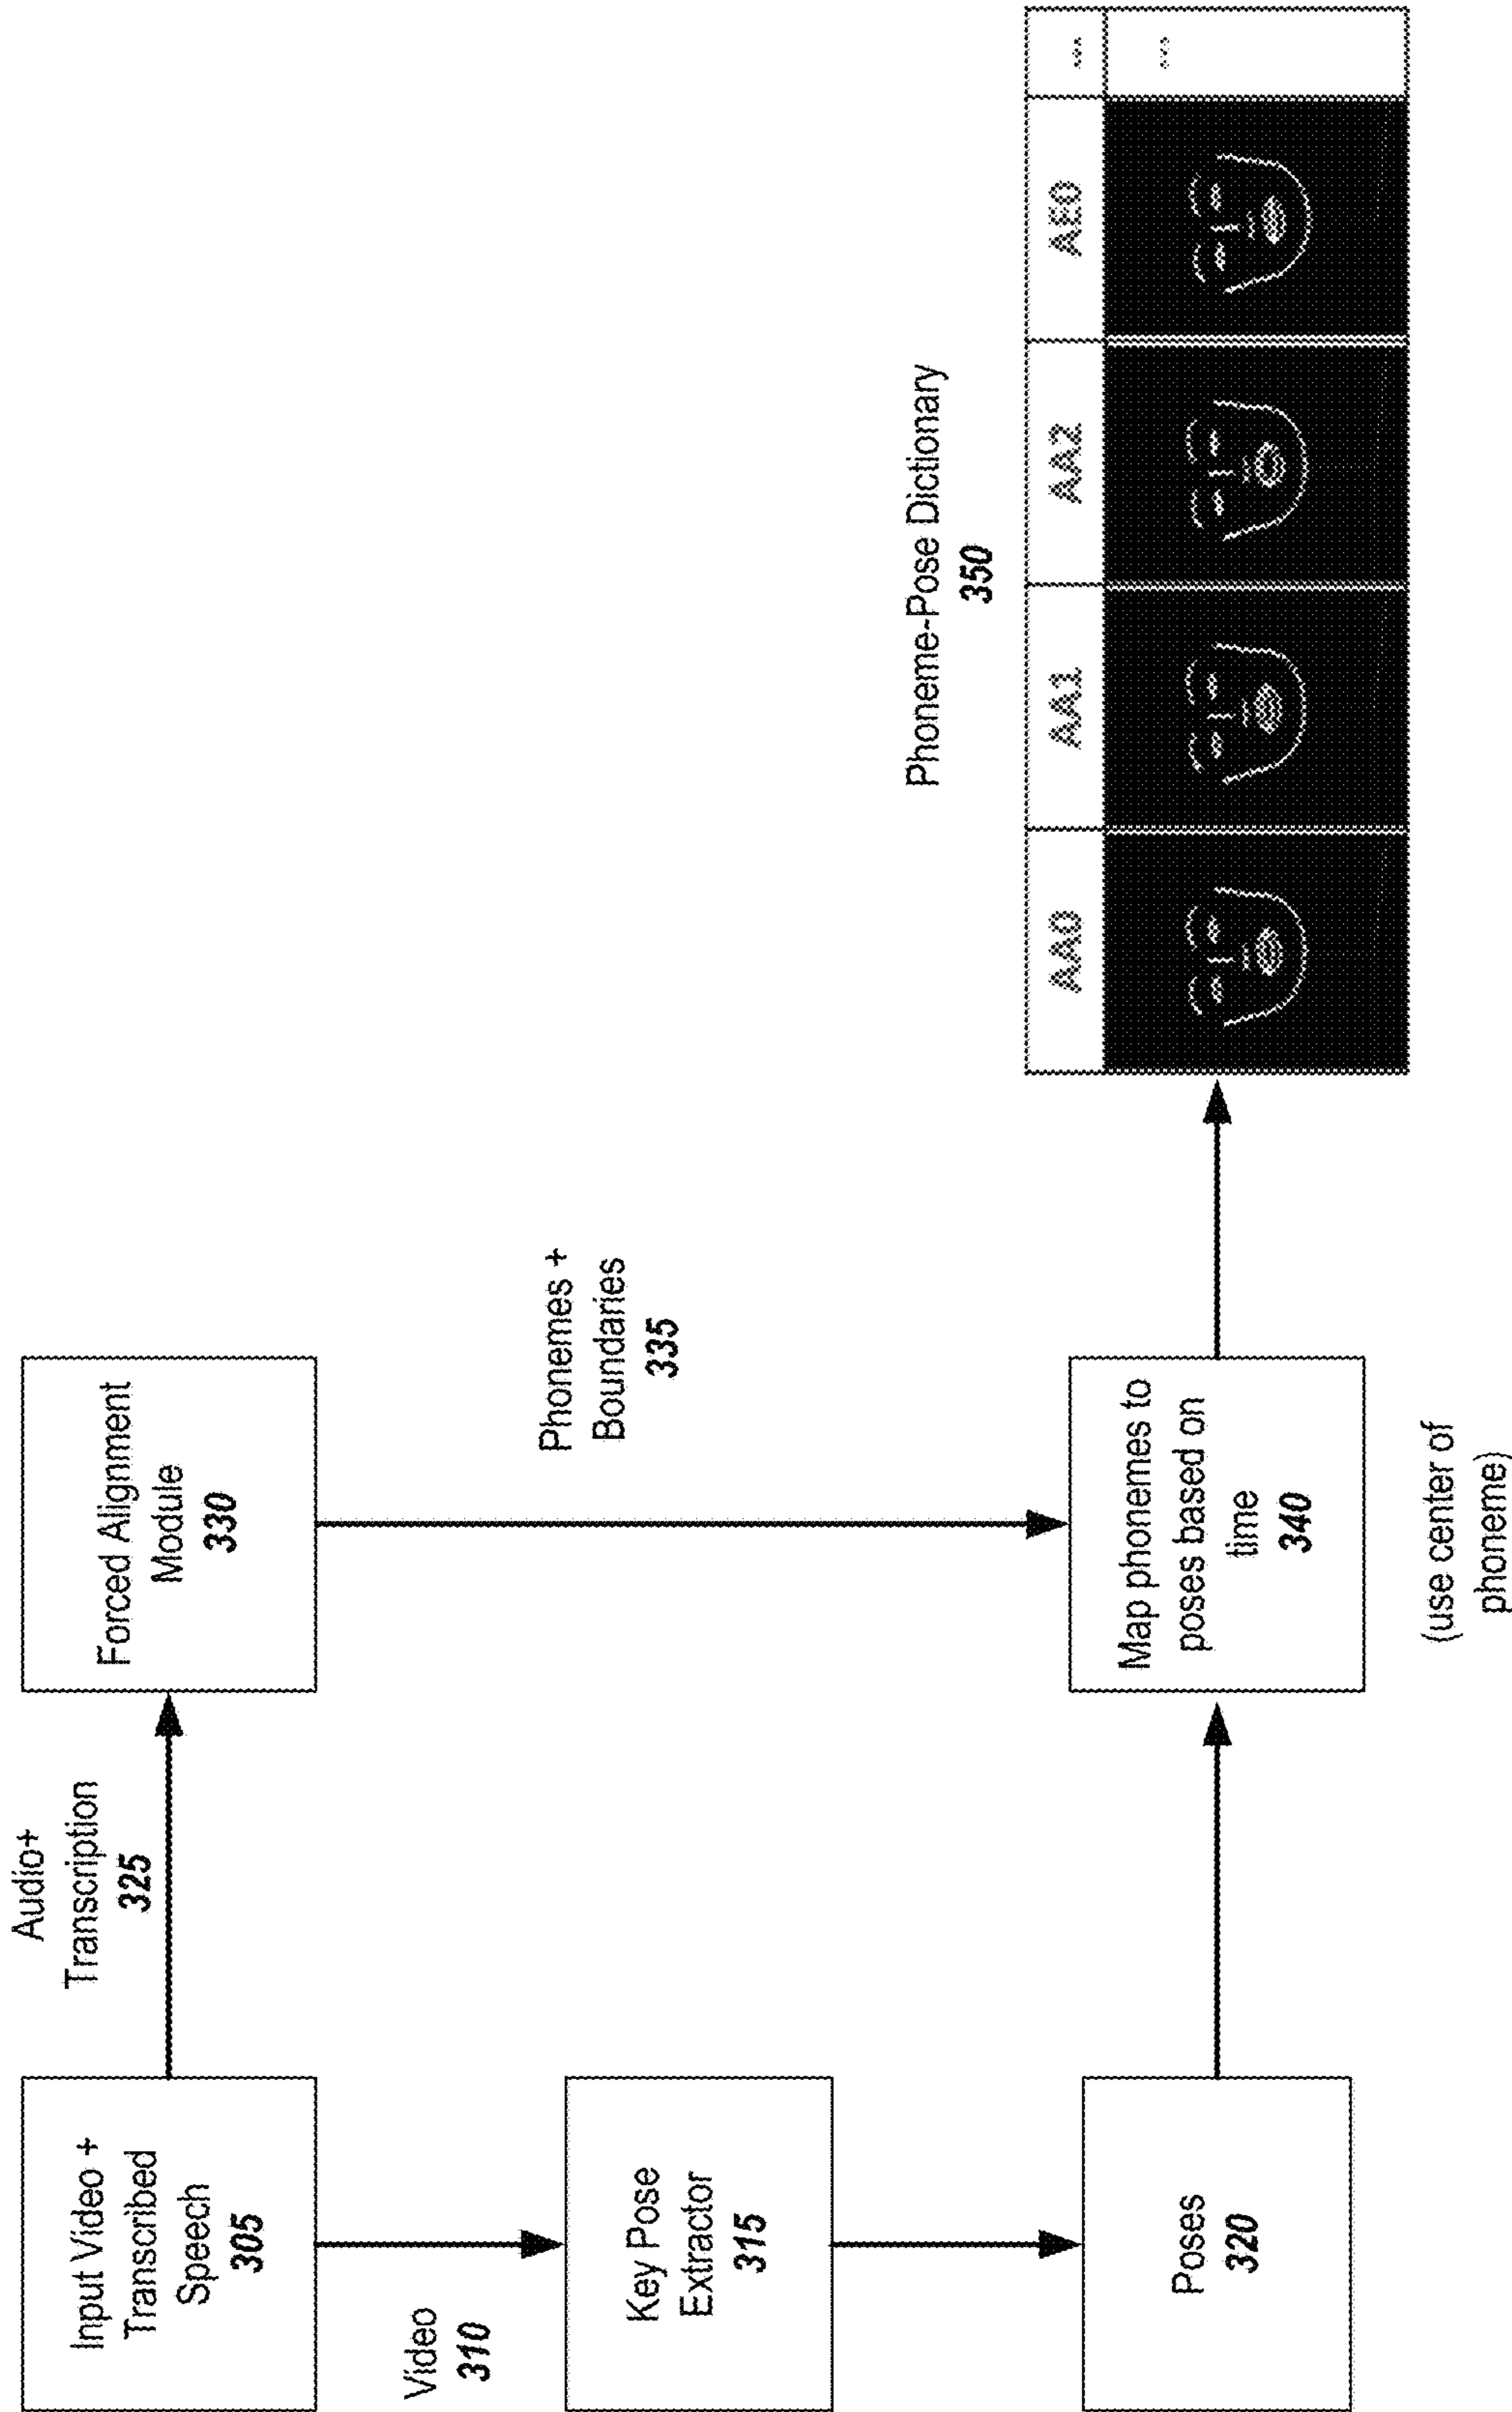 Input Video +
Transcribed
Speech
305
Audio+
Transcription
325
Forced Alignment
Module
330
Video
310
Key Pose
Extractor
315
Phonemes +
Boundaries
335
Poses
320
Map phonemes to
poses based on
time
340
(use center of
phoneme)
Phoneme-Pose Dictionary
350
AA0 AA1 AA2 AE0 ...
...